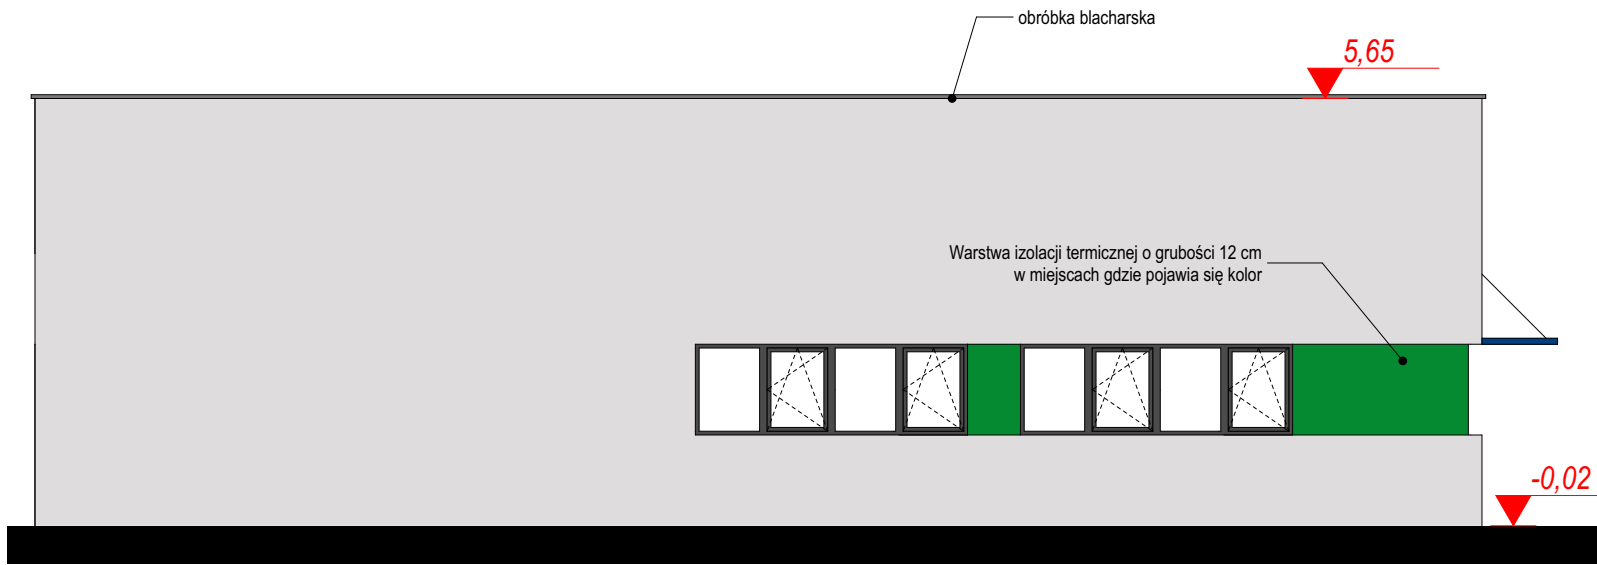 obróbka blacharska
5,65
Warstwa izolacji termicznej o grubości 12 cm
w miejscach gdzie pojawia się kolor
-0,02